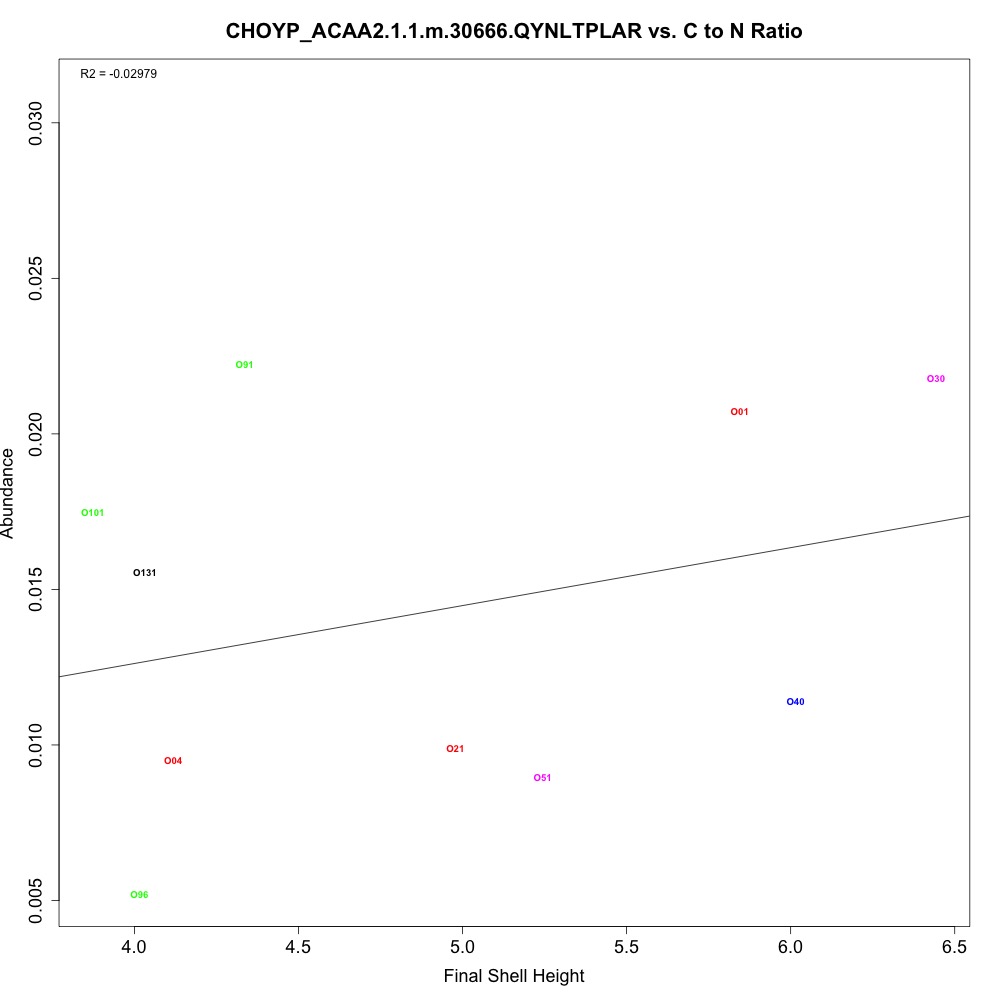 CHOYP_ACAA2.1.1.m.30666.QYNLTPLAR vs. C to N Ratio
R2 = -0.02979
0.030
0.025
O91
O30
O01
0.020
Abundance
O101
O131
0.015
O40
0.010
O21
O04
O51
O96
0.005
4.0 4.5 5.0 5.5 6.0 6.5
Final Shell Height